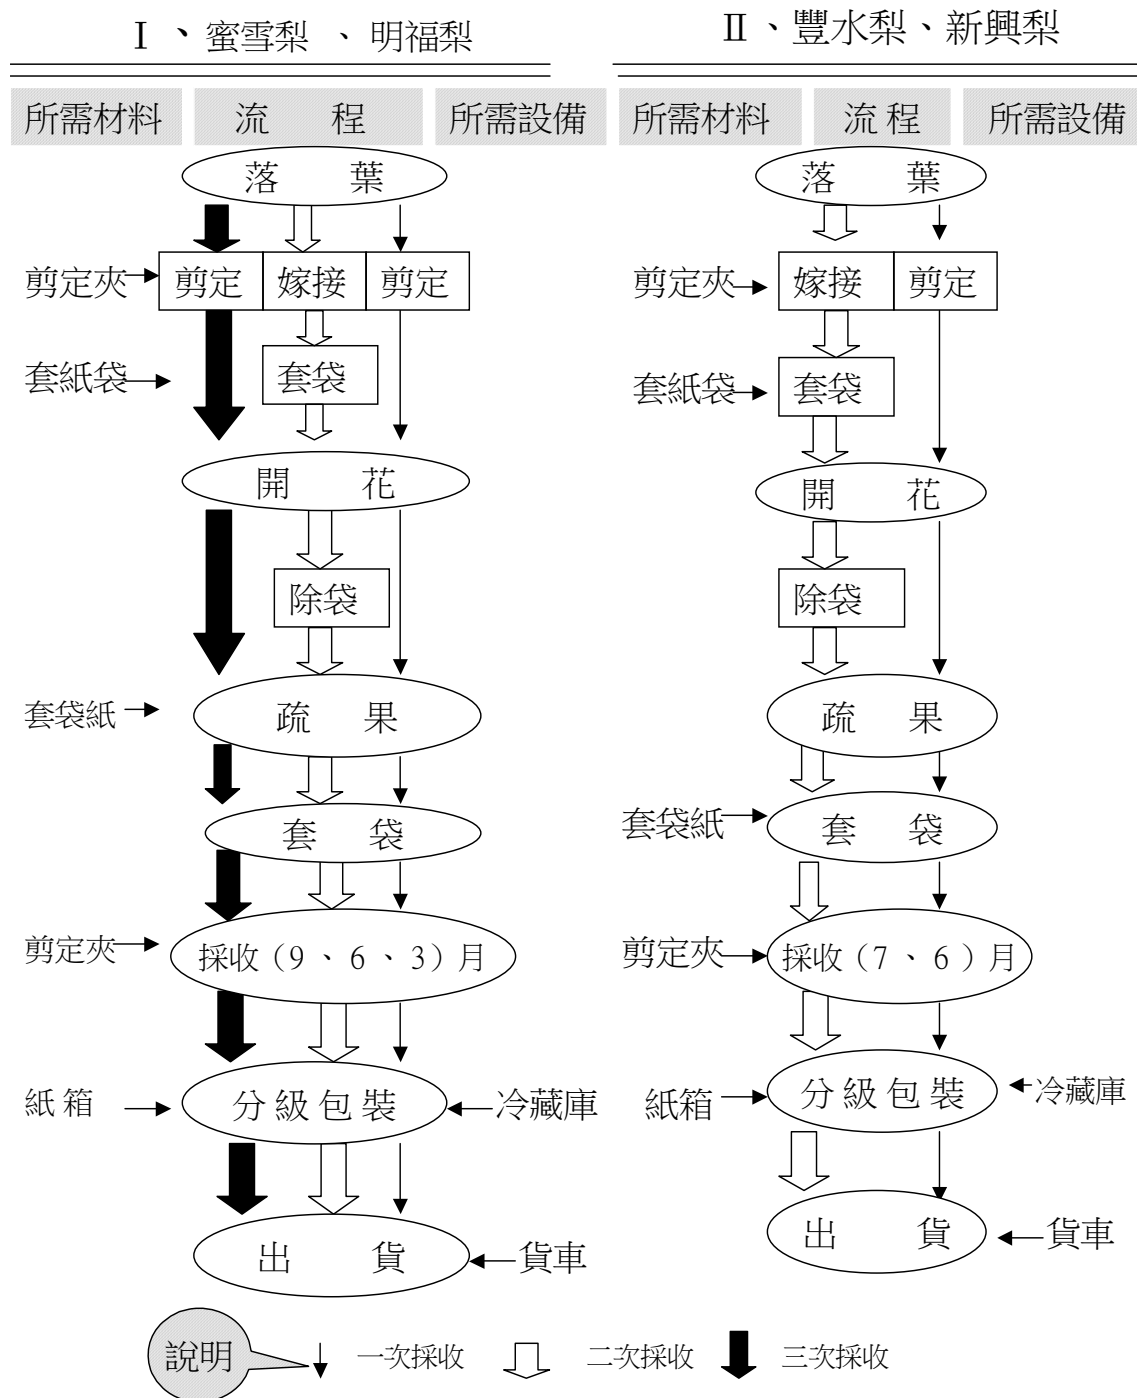 Ⅰ、蜜雪梨、明福梨
所需材料 流程 所需設備
落葉
剪定夾 剪定 嫁接 剪定
套紙袋 套袋
開花
除袋
套袋紙 疏果
套袋
剪定夾 採收(9、6、3)月
紙箱 分級包裝 冷藏庫
出貨 貨車
Ⅱ、豐水梨、新興梨
所需材料 流程 所需設備
落葉
剪定夾 嫁接 剪定
套紙袋 套袋
開花
除袋
疏果
套袋紙 套袋
剪定夾 採收(7、6)月
紙箱 分級包裝 冷藏庫
出貨 貨車
說明 一次採收 二次採收 三次採收